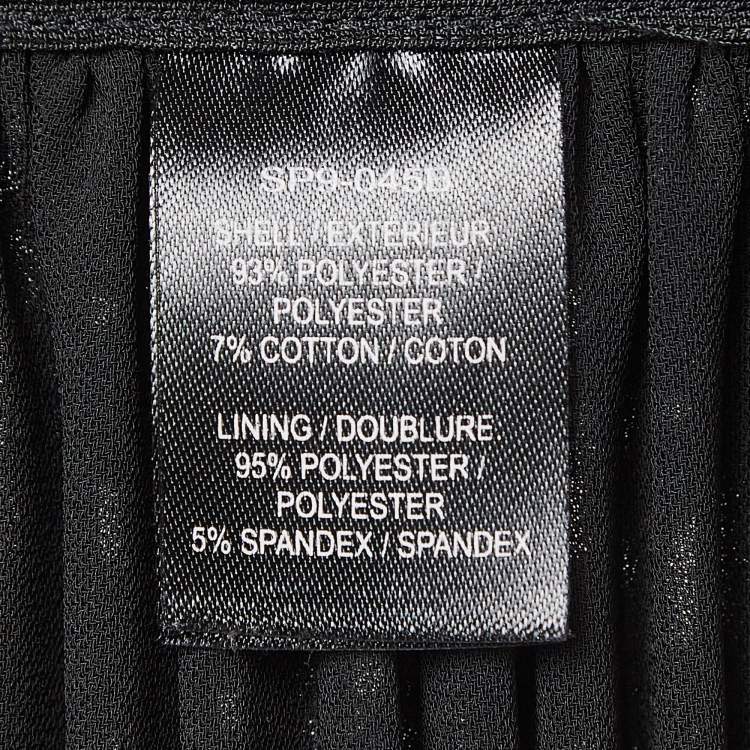 SP9-045B
SHELL / EXTERIEUR
93% POLYESTER /
POLYESTER
7% COTTON / COTON
LINING / DOUBLURE.
95% POLYESTER /
POLYESTER
5% SPANDEX / SPANDEX